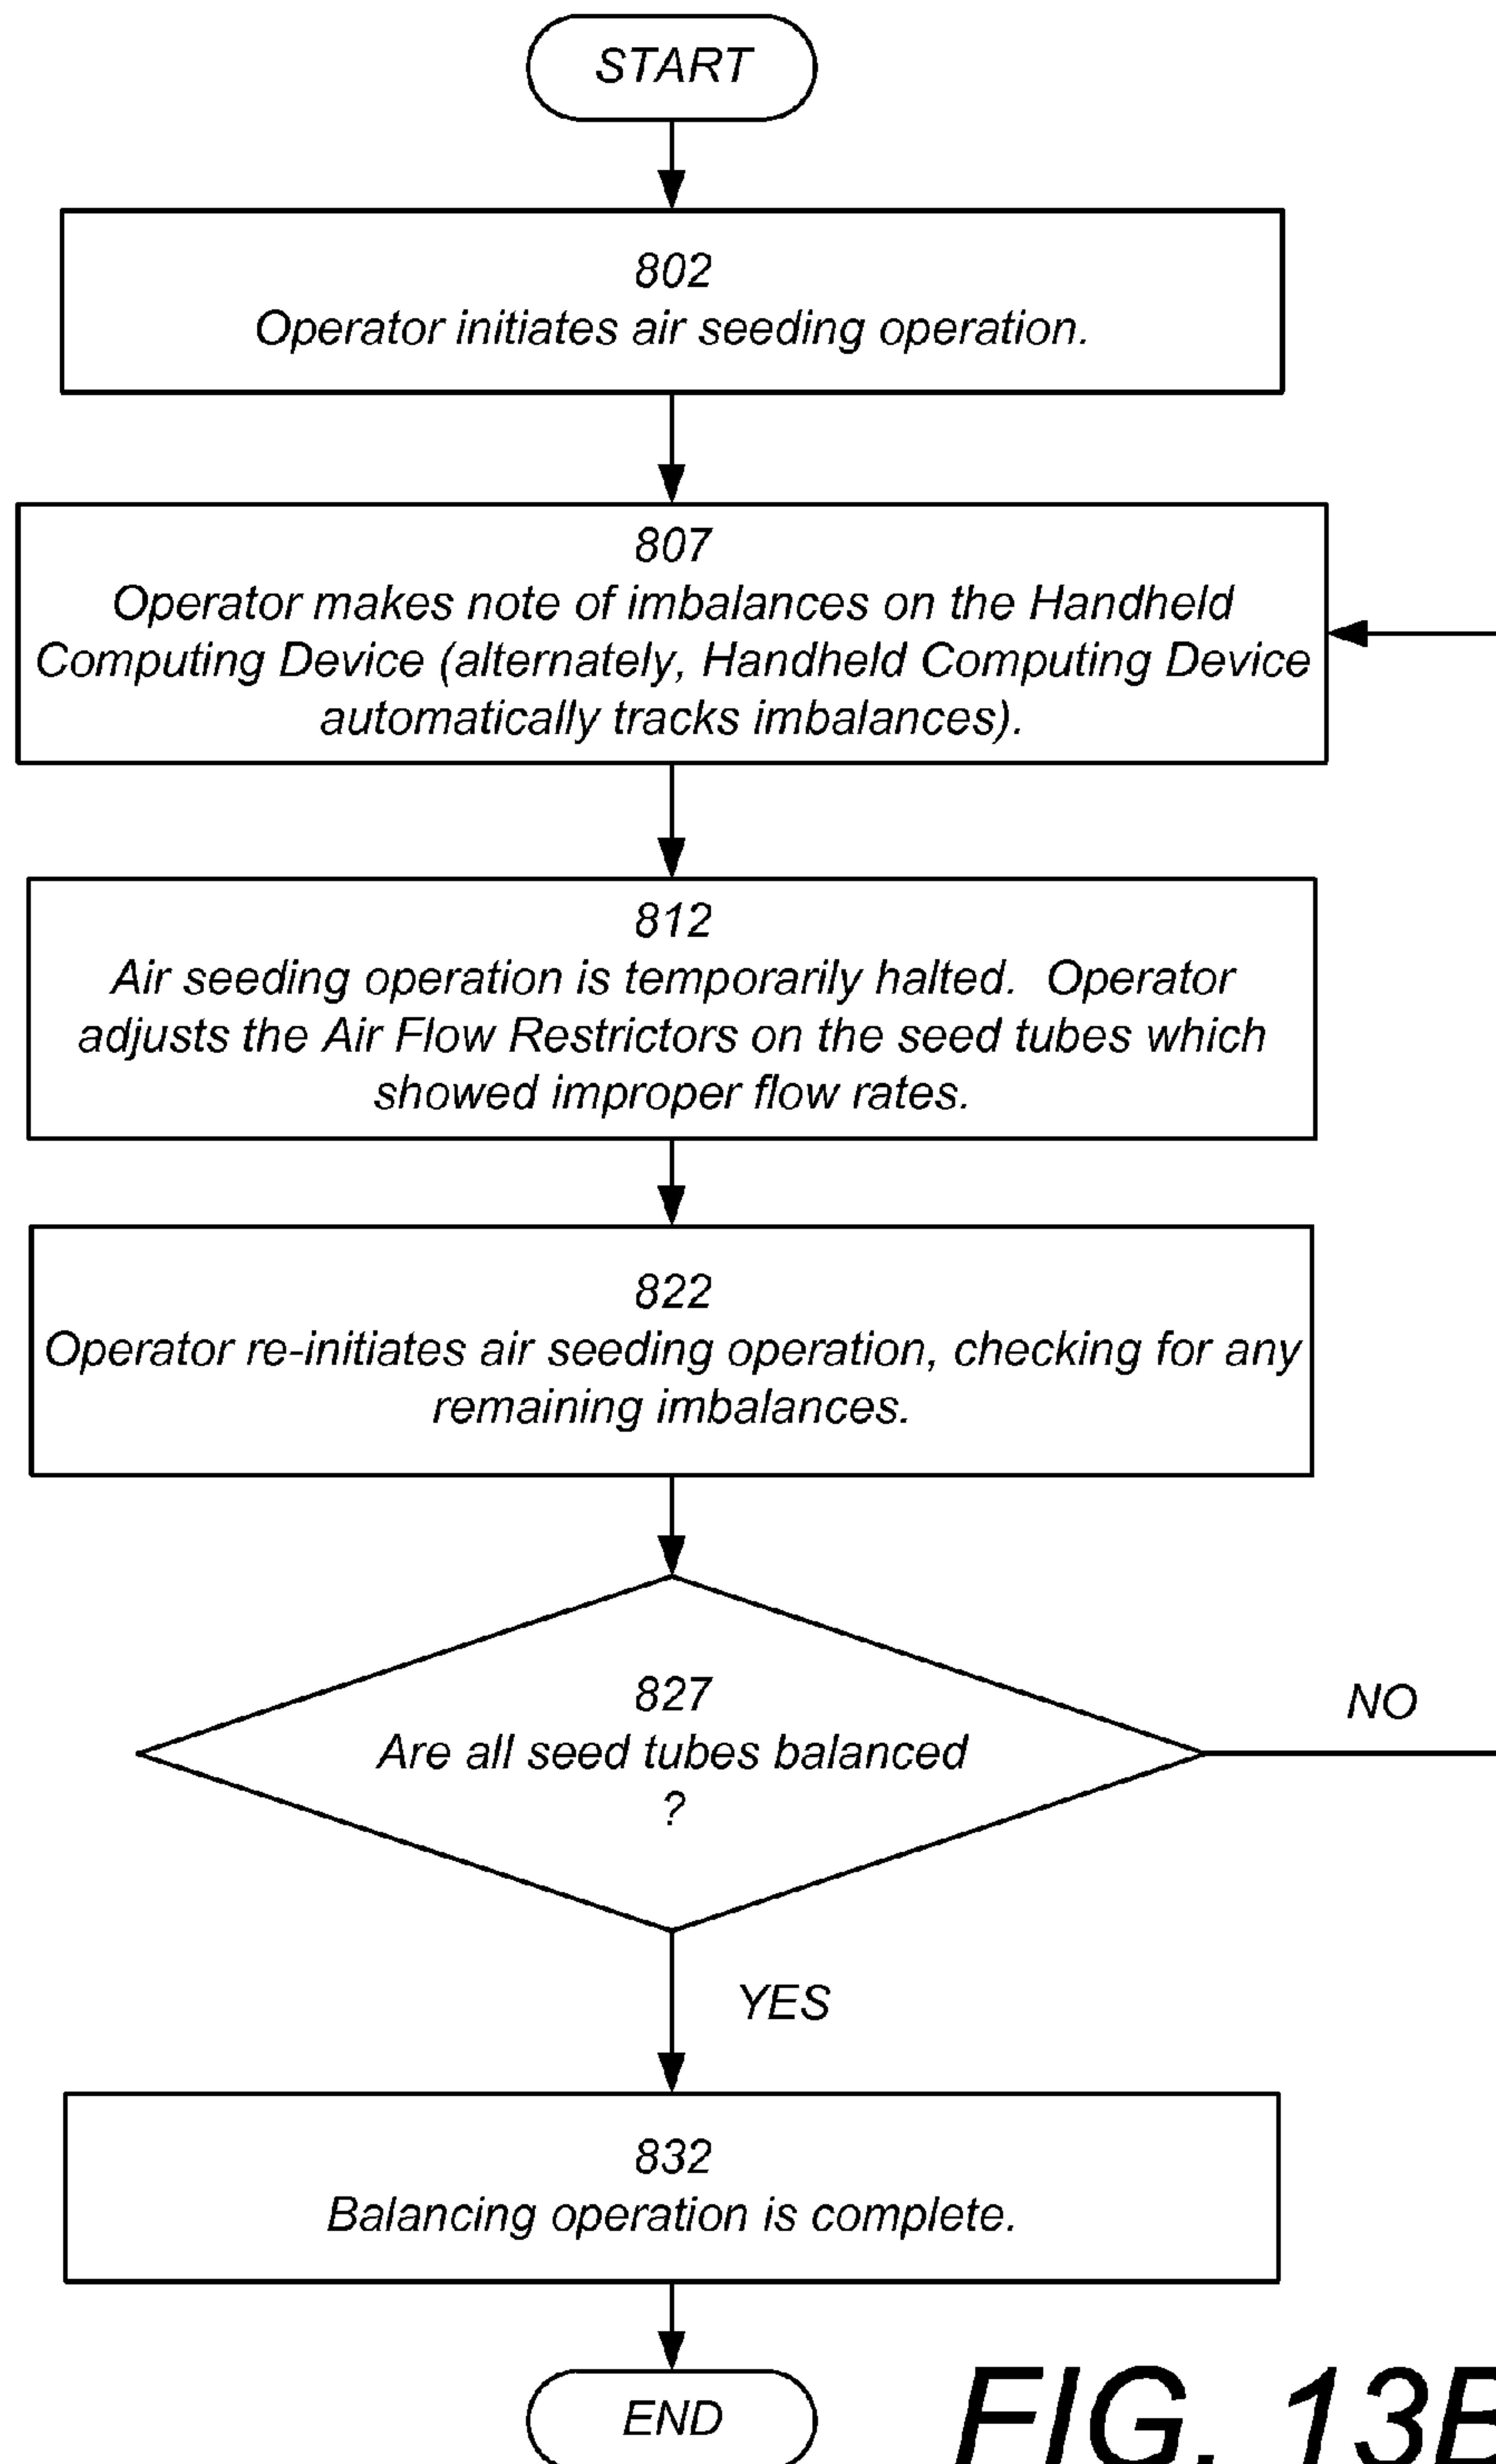 START
802
Operator initiates air seeding operation.
807
Operator makes note of imbalances on the Handheld
Computing Device (alternately, Handheld Computing Device
automatically tracks imbalances).
812
Air seeding operation is temporarily halted.  Operator
adjusts the Air Flow Restrictors on the seed tubes which
showed improper flow rates.
822
Operator re-initiates air seeding operation, checking for any
remaining imbalances.
827
Are all seed tubes balanced
?
NO
YES
832
Balancing operation is complete.
END
FIG. 13B